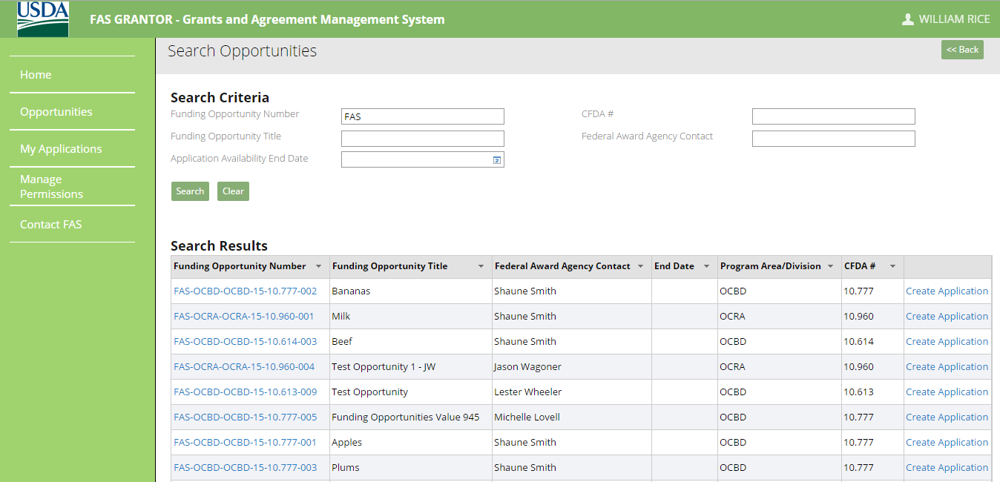 USDA
FAS GRANTOR - Grants and Agreement Management System
WILLIAM RICE
Search Opportunities
<< Back
Home
Opportunities
My Applications
Manage
Permissions
Contact FAS
Search Criteria
Funding Opportunity Number FAS CFDA #
Funding Opportunity Title Federal Award Agency Contact
Application Availability End Date 2
Search Clear
Search Results
Funding Opportunity Number Funding Opportunity Title Federal Award Agency Contact End Date Program Area/Division CFDA #
FAS-OCBD-OCBD-15-10.777-002 Bananas Shaune Smith OCBD 10.777 Create Application
FAS-OCRA-OCRA-15-10.960-001 Milk Shaune Smith OCRA 10.960 Create Application
FAS-OCBD-OCBD-15-10.614-003 Beef Shaune Smith OCBD 10.614 Create Application
FAS-OCRA-OCRA-15-10.960-004 Test Opportunity 1 - JW Jason Wagoner OCRA 10.960 Create Application
FAS-OCBD-OCBD-15-10.613-009 Test Opportunity Lester Wheeler OCBD 10.613 Create Application
FAS-OCBD-OCBD-15-10.777-005 Funding Opportunities Value 945 Michelle Lovell OCBD 10.777 Create Application
FAS-OCBD-OCBD-15-10.777-001 Apples Shaune Smith OCBD 10.777 Create Application
FAS-OCBD-OCBD-15-10.777-003 Plums Shaune Smith OCBD 10.777 Create Application